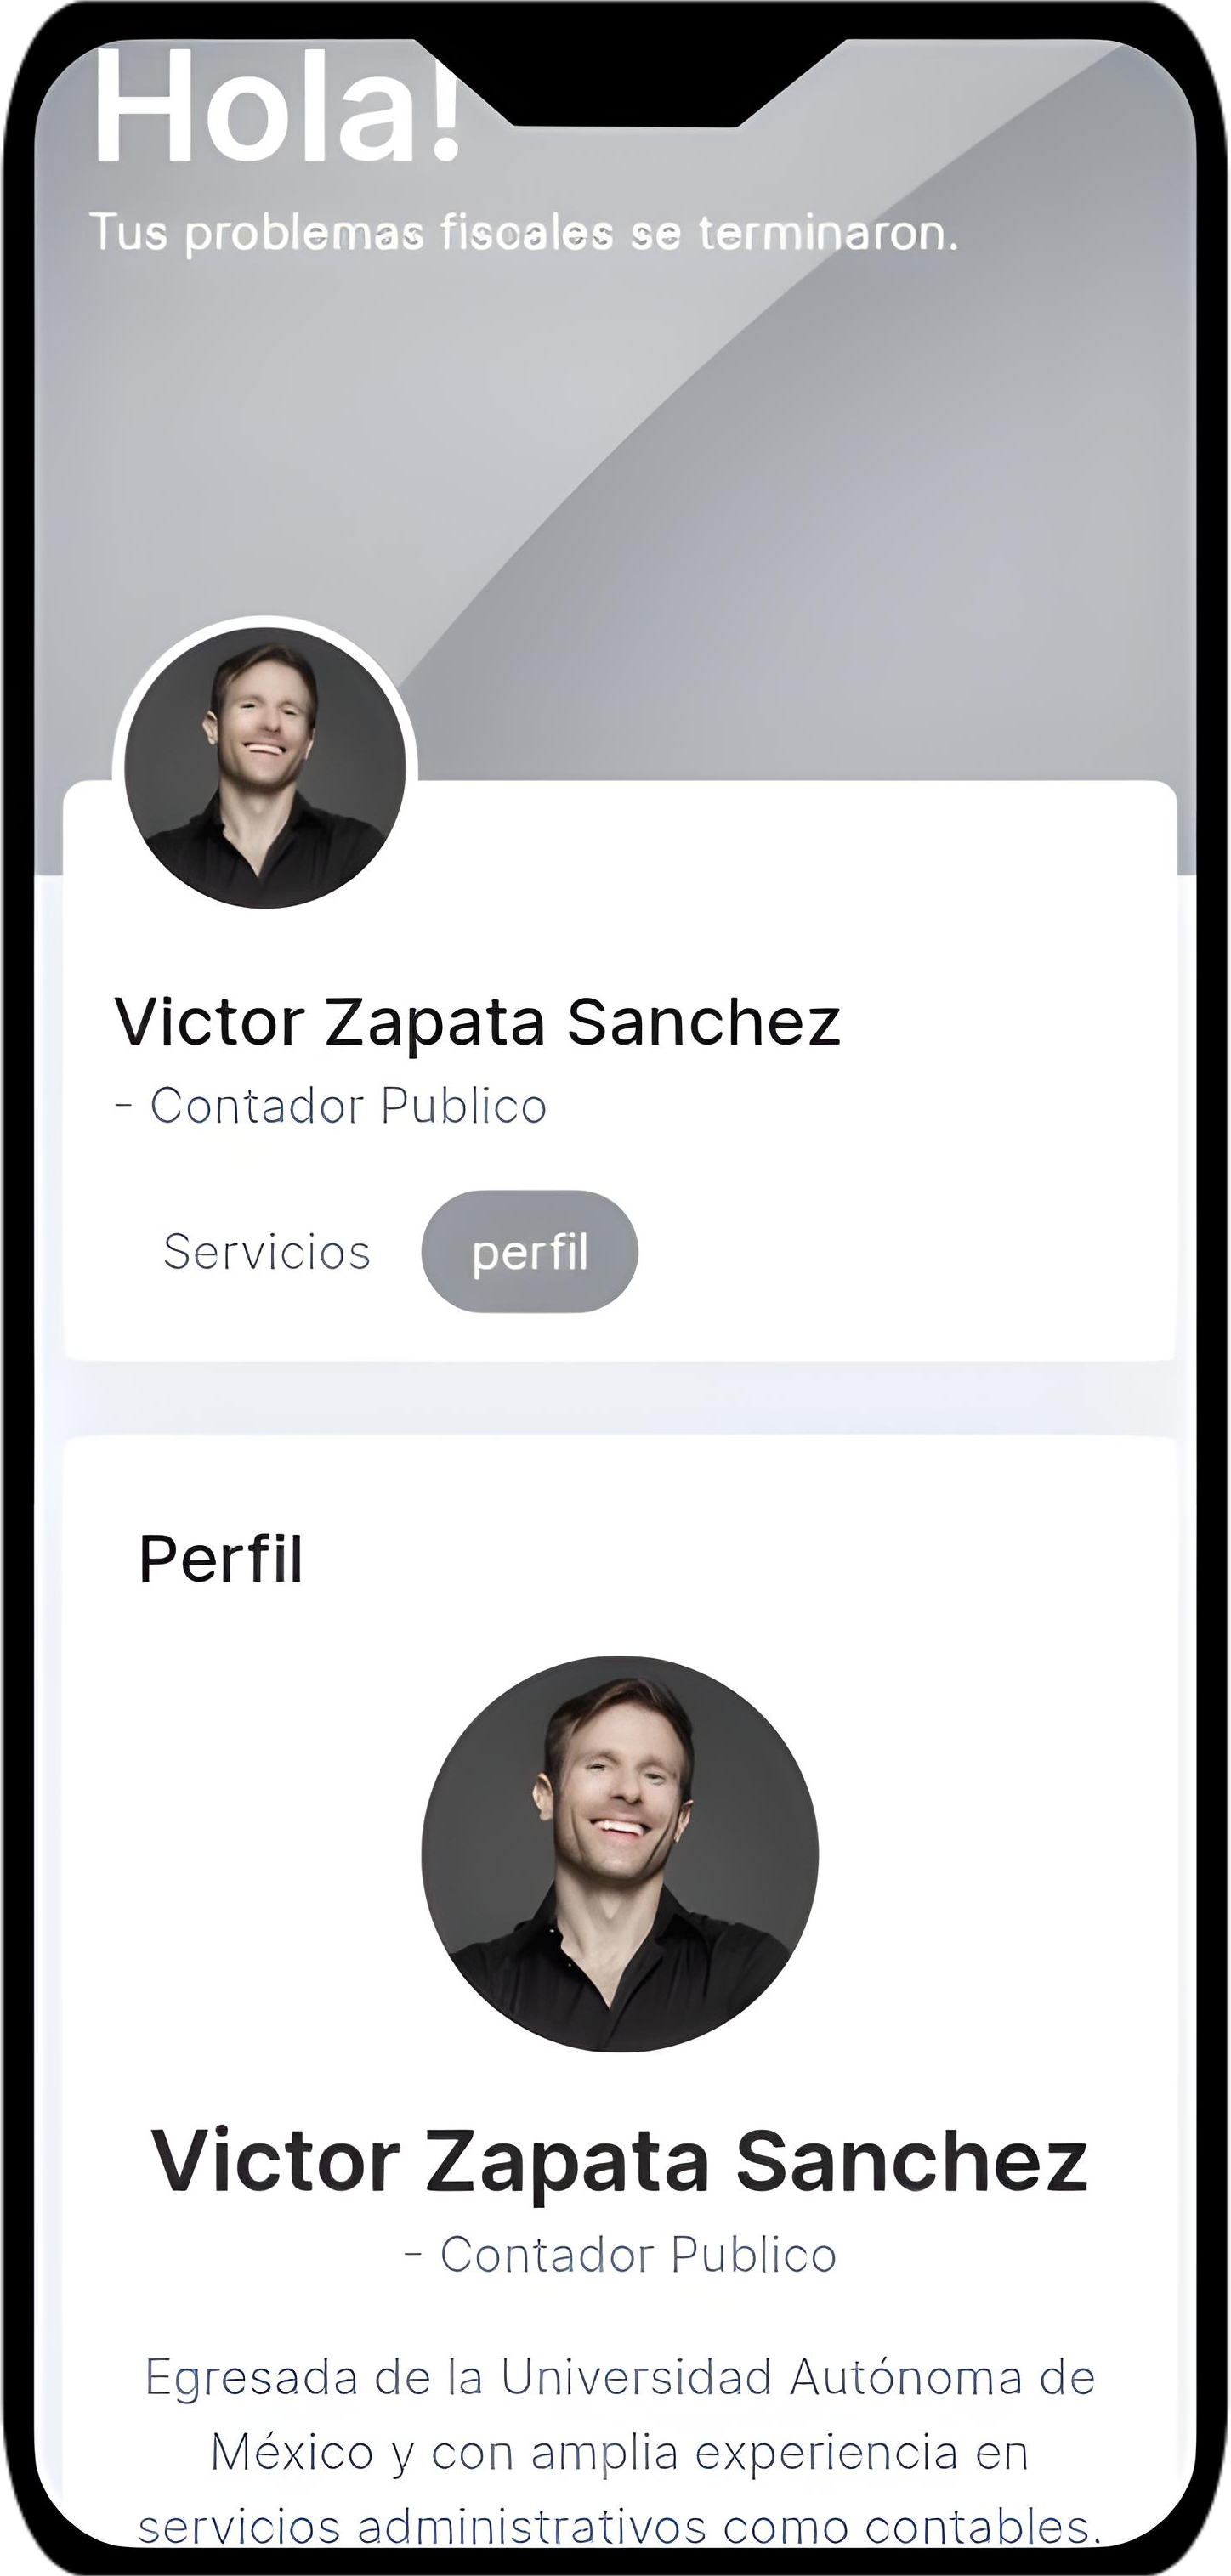 Hola!
Tus problemas fiscales se terminaron.
Victor Zapata Sanchez
- Contador Publico
Servicios
perfil
Perfil
Victor Zapata Sanchez
- Contador Publico
Egresada de la Universidad Autónoma de
México y con amplia experiencia en
servicios administrativos como contables.